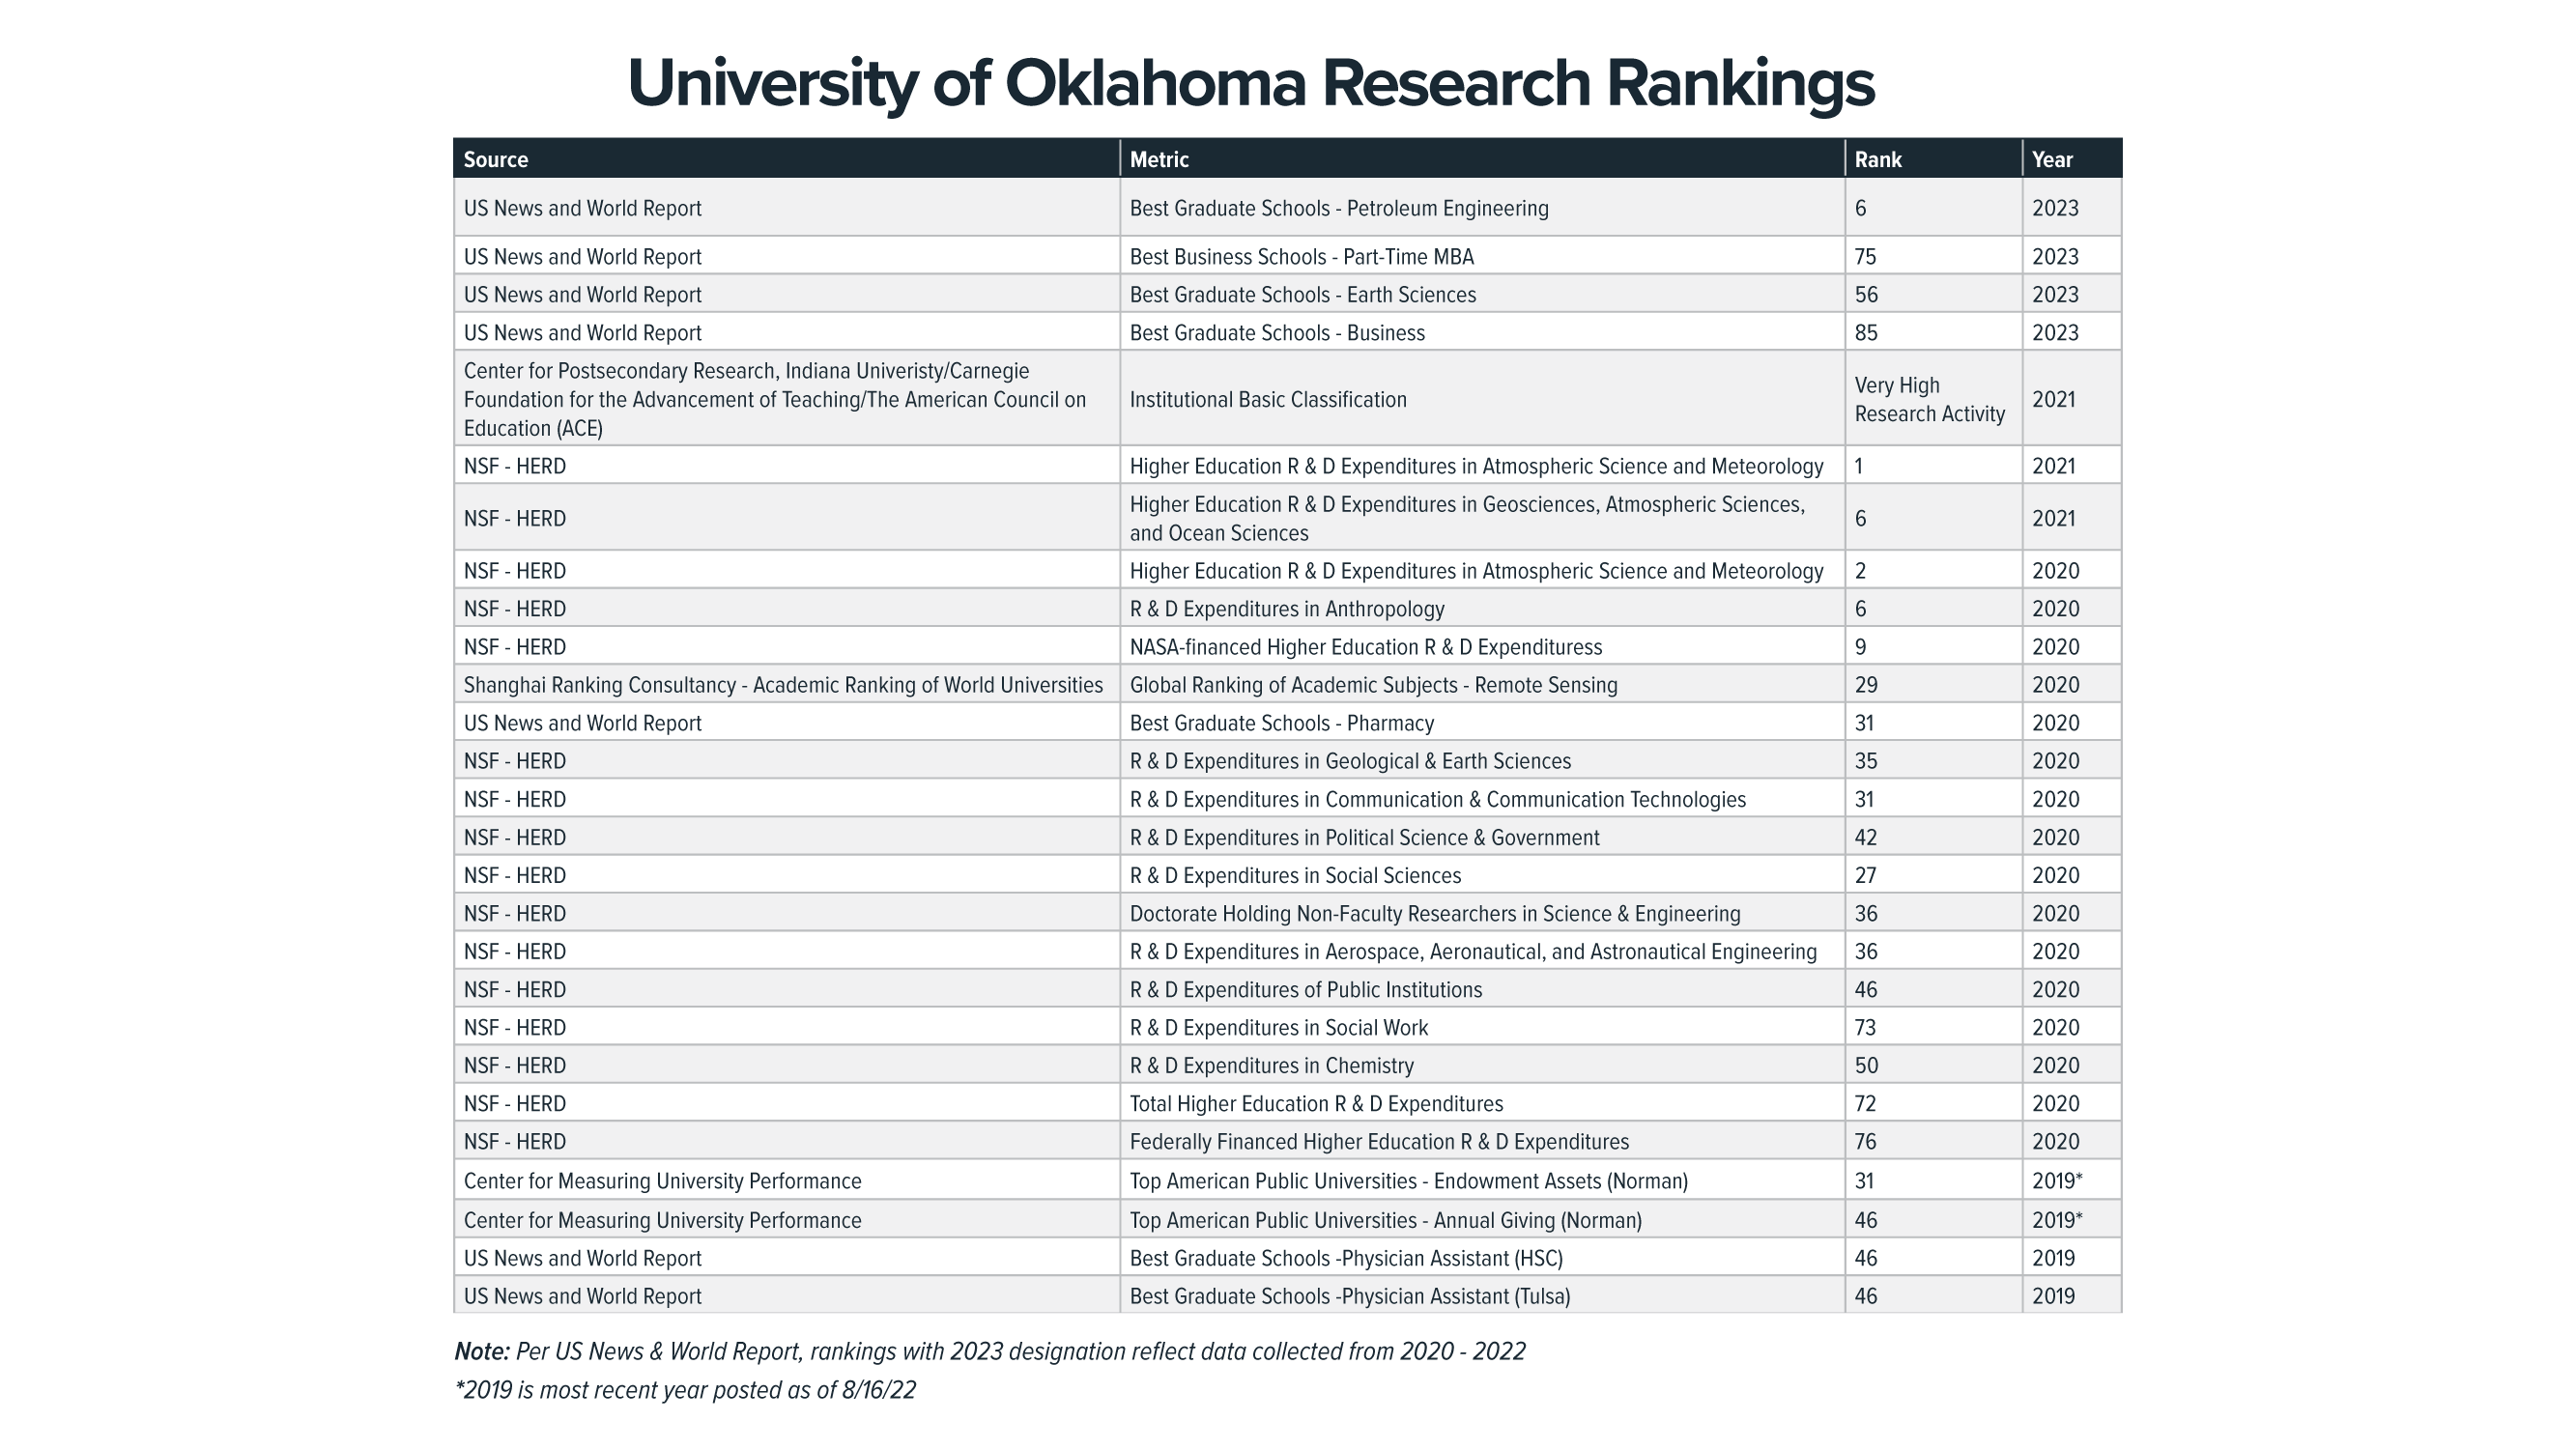 University of Oklahoma Research Rankings
Source Metric Rank Year
US News and World Report Best Graduate Schools - Petroleum Engineering 6 2023
US News and World Report Best Business Schools - Part-Time MBA 75 2023
US News and World Report Best Graduate Schools - Earth Sciences 56 2023
US News and World Report Best Graduate Schools - Business 85 2023
Center for Postsecondary Research, Indiana Univeristy/Carnegie
Foundation for the Advancement of Teaching/The American Council on
Education (ACE)
Institutional Basic Classification
Very High
Research Activity
2021
NSF - HERD Higher Education R & D Expenditures in Atmospheric Science and Meteorology 1 2021
NSF - HERD
Higher Education R & D Expenditures in Geosciences, Atmospheric Sciences,
and Ocean Sciences
6 2021
NSF - HERD Higher Education R & D Expenditures in Atmospheric Science and Meteorology 2 2020
NSF - HERD R & D Expenditures in Anthropology 6 2020
NSF - HERD NASA-financed Higher Education R & D Expendituress 9 2020
Shanghai Ranking Consultancy - Academic Ranking of World Universities Global Ranking of Academic Subjects - Remote Sensing 29 2020
US News and World Report Best Graduate Schools - Pharmacy 31 2020
NSF - HERD R & D Expenditures in Geological & Earth Sciences 35 2020
NSF - HERD R & D Expenditures in Communication & Communication Technologies 31 2020
NSF - HERD R & D Expenditures in Political Science & Government 42 2020
NSF - HERD R & D Expenditures in Social Sciences 27 2020
NSF - HERD Doctorate Holding Non-Faculty Researchers in Science & Engineering 36 2020
NSF - HERD R & D Expenditures in Aerospace, Aeronautical, and Astronautical Engineering 36 2020
NSF - HERD R & D Expenditures of Public Institutions 46 2020
NSF - HERD R & D Expenditures in Social Work 73 2020
NSF - HERD R & D Expenditures in Chemistry 50 2020
NSF - HERD Total Higher Education R & D Expenditures 72 2020
NSF - HERD Federally Financed Higher Education R & D Expenditures 76 2020
Center for Measuring University Performance Top American Public Universities - Endowment Assets (Norman) 31 2019*
Center for Measuring University Performance Top American Public Universities - Annual Giving (Norman) 46 2019*
US News and World Report Best Graduate Schools -Physician Assistant (HSC) 46 2019
US News and World Report Best Graduate Schools -Physician Assistant (Tulsa) 46 2019
Note: Per US News & World Report, rankings with 2023 designation reflect data collected from 2020 - 2022
*2019 is most recent year posted as of 8/16/22